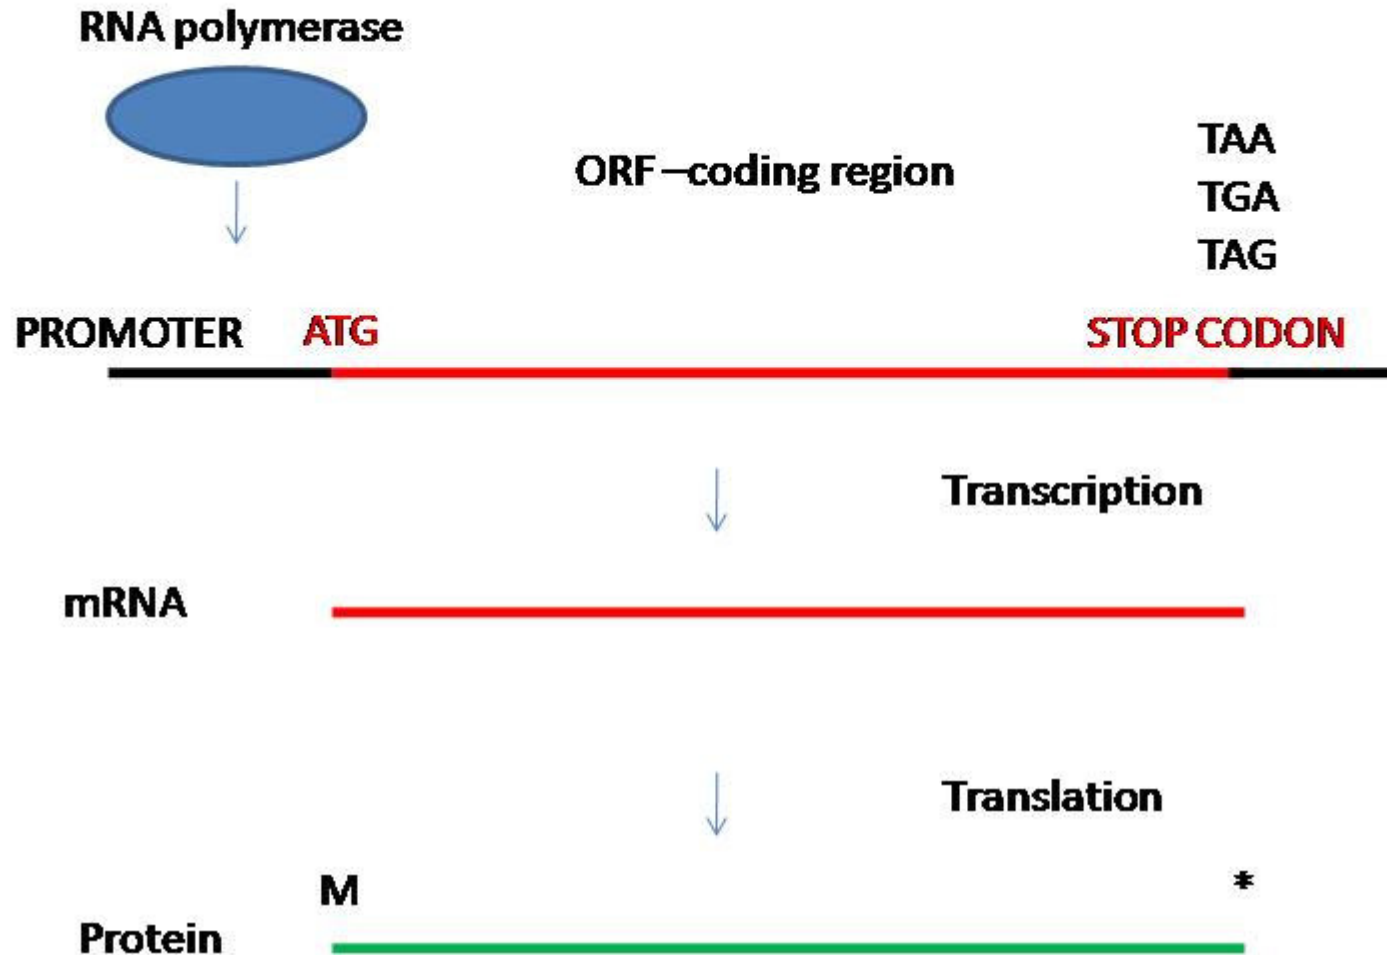 RNA polymerase
ORF–coding region
TAA
TGA
TAG
PROMOTER ATG STOP CODON
Transcription
mRNA
Translation
M *
Protein